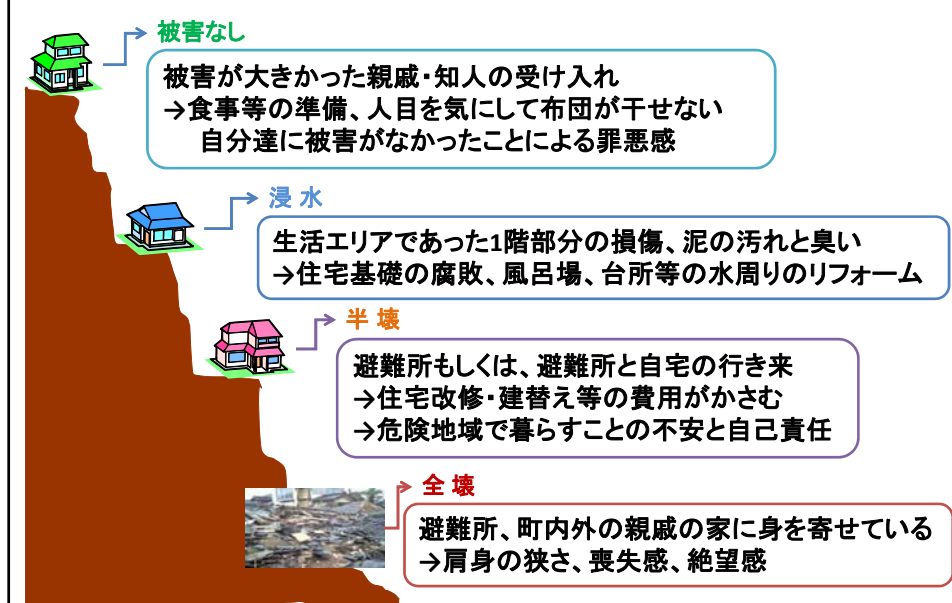 被害なし
被害が大きかった親戚・知人の受け入れ
→食事等の準備、人目を気にして布団が干せない
自分達に被害がなかったことによる罪悪感
浸 水
生活エリアであった1階部分の損傷、泥の汚れと臭い
→住宅基礎の腐敗、風呂場、台所等の水周りのリフォーム
半 壊
避難所もしくは、避難所と自宅の行き来
→住宅改修・建替え等の費用がかさむ
→危険地域で暮らすことの不安と自己責任
全 壊
避難所、町内外の親戚の家に身を寄せている
→肩身の狭さ、喪失感、絶望感